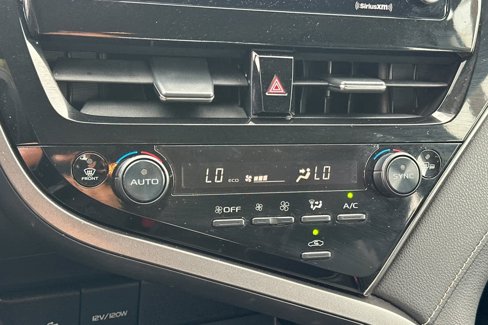 ((SiriusXM))
FRONT
AUTO
LO ECO LO
SYNC
OFF
A/C
12V/120W